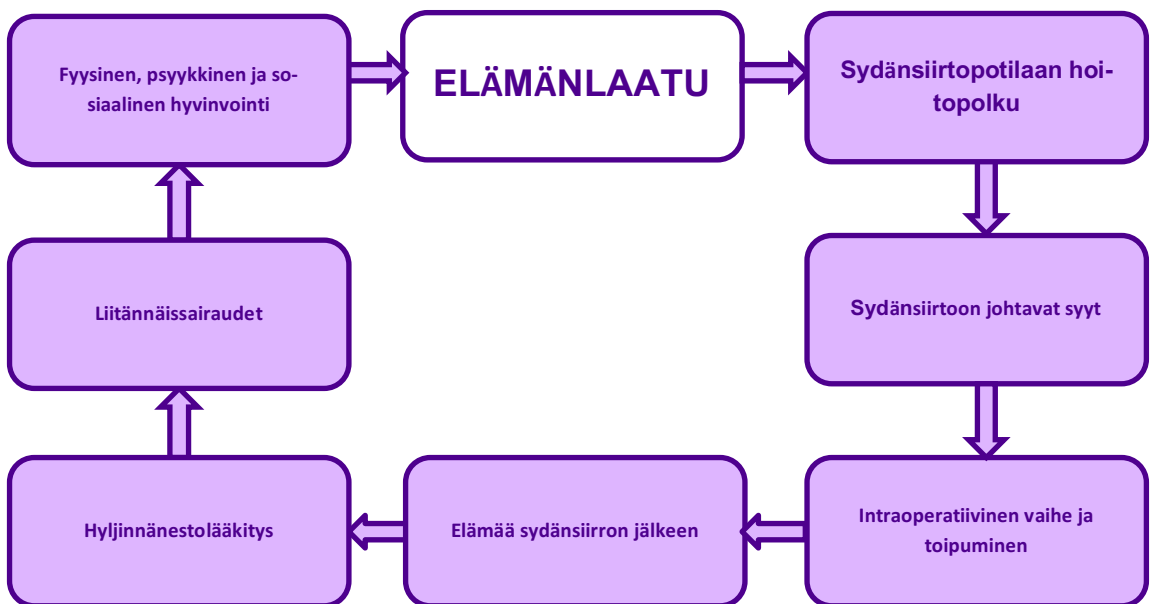 Fyysinen, psyykkinen ja so-
siaalinen hyvinvointi
ELÄMÄNLAATU
Sydänsiirtopotilaan hoi-
topolku
Liitännäissairaudet
Sydänsiirtoon johtavat syyt
Hyljinnänestolääkitys
Elämää sydänsiirron jälkeen
Intraoperatiivinen vaihe ja
toipuminen